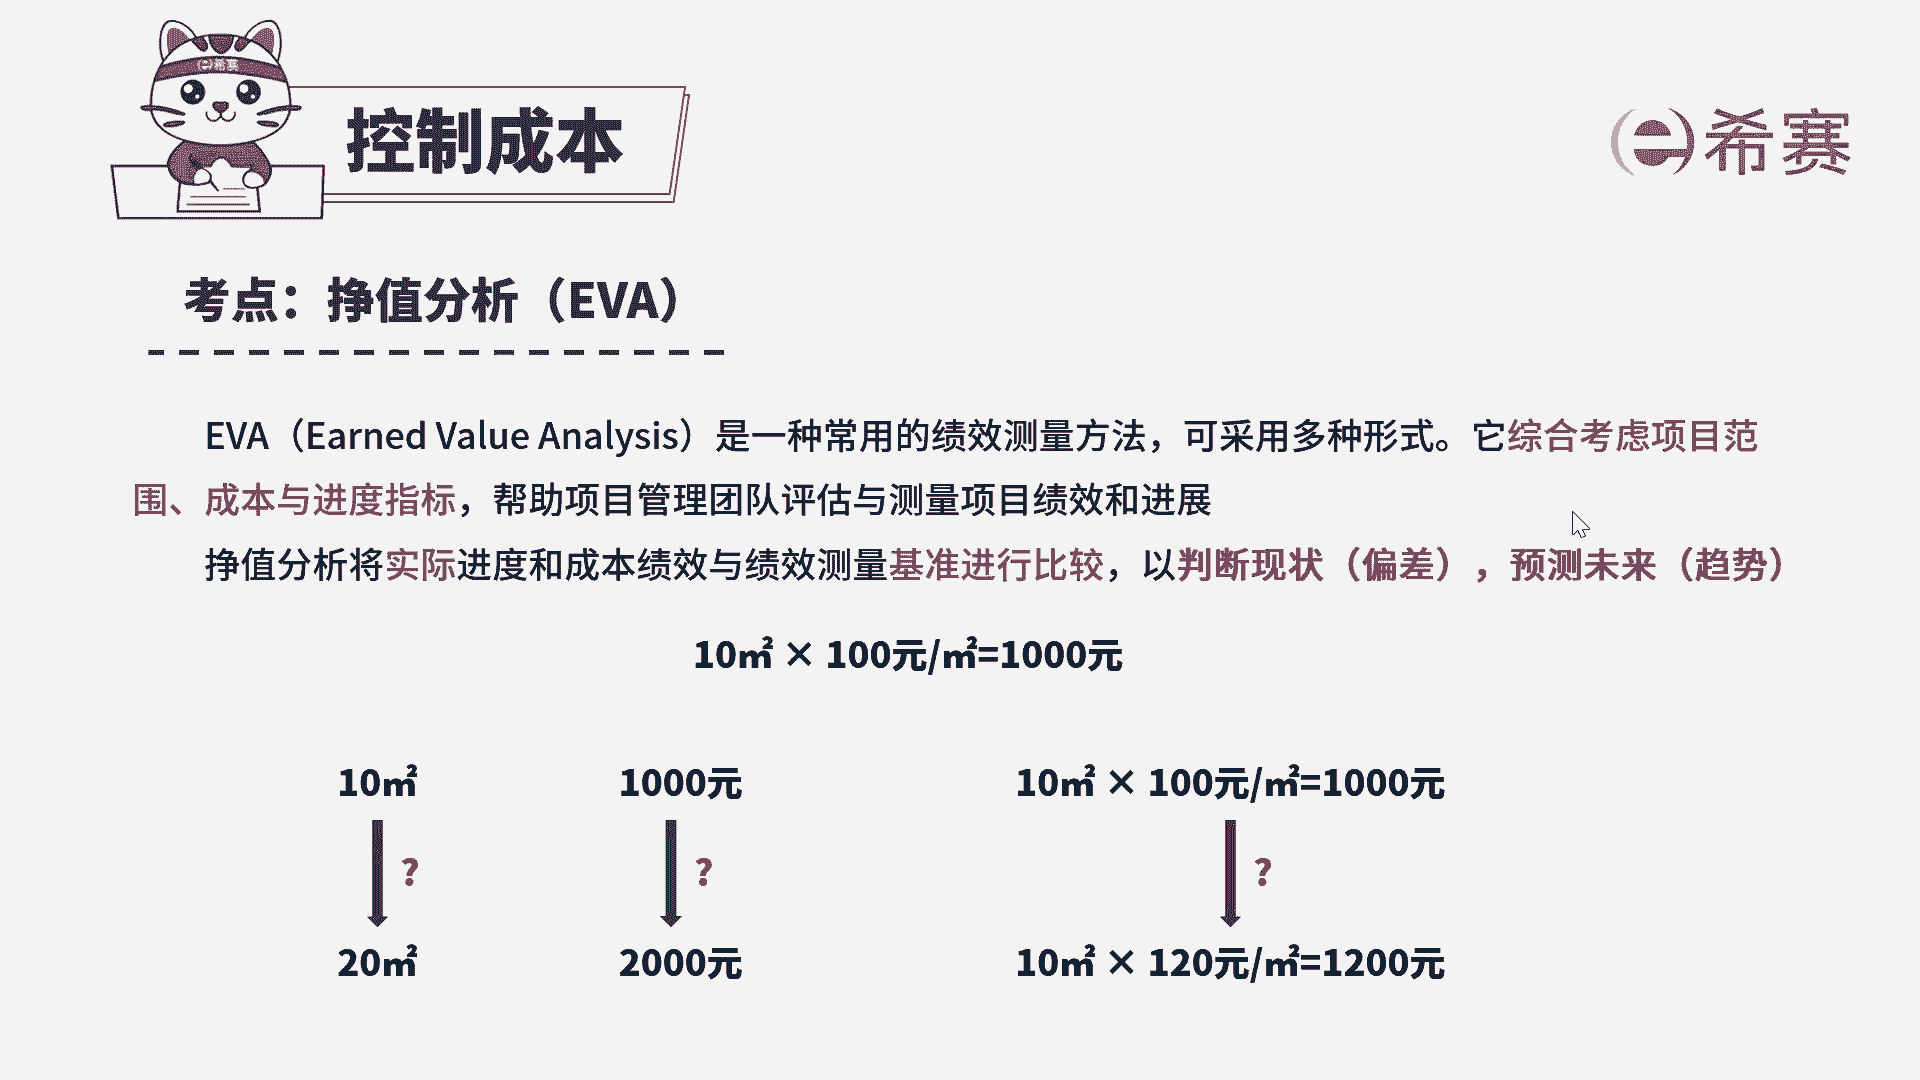 希赛
控制成本
希赛
考点：挣值分析（EVA）
EVA（Earned Value Analysis）是一种常用的绩效测量方法，可采用多种形式。它综合考虑项目范
围、成本与进度指标，帮助项目管理团队评估与测量项目绩效和进展
挣值分析将实际进度和成本绩效与绩效测量基准进行比较，以判断现状（偏差），预测未来（趋势）
10㎡ × 100元/㎡=1000元
10㎡ 1000元 10㎡ × 100元/㎡=1000元
? ? ?
20㎡ 2000元 10㎡ × 120元/㎡=1200元